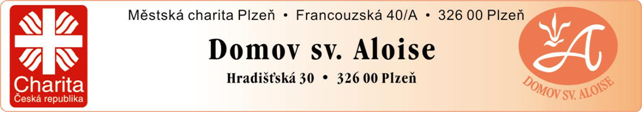 Městská charita Plzeň • Francouzská 40/A • 326 00 Plzeň
Domov sv. Aloise
Hradišťská 30 • 326 00 Plzeň
Charita
Česká republika
A
DOMOV SV. ALOISE